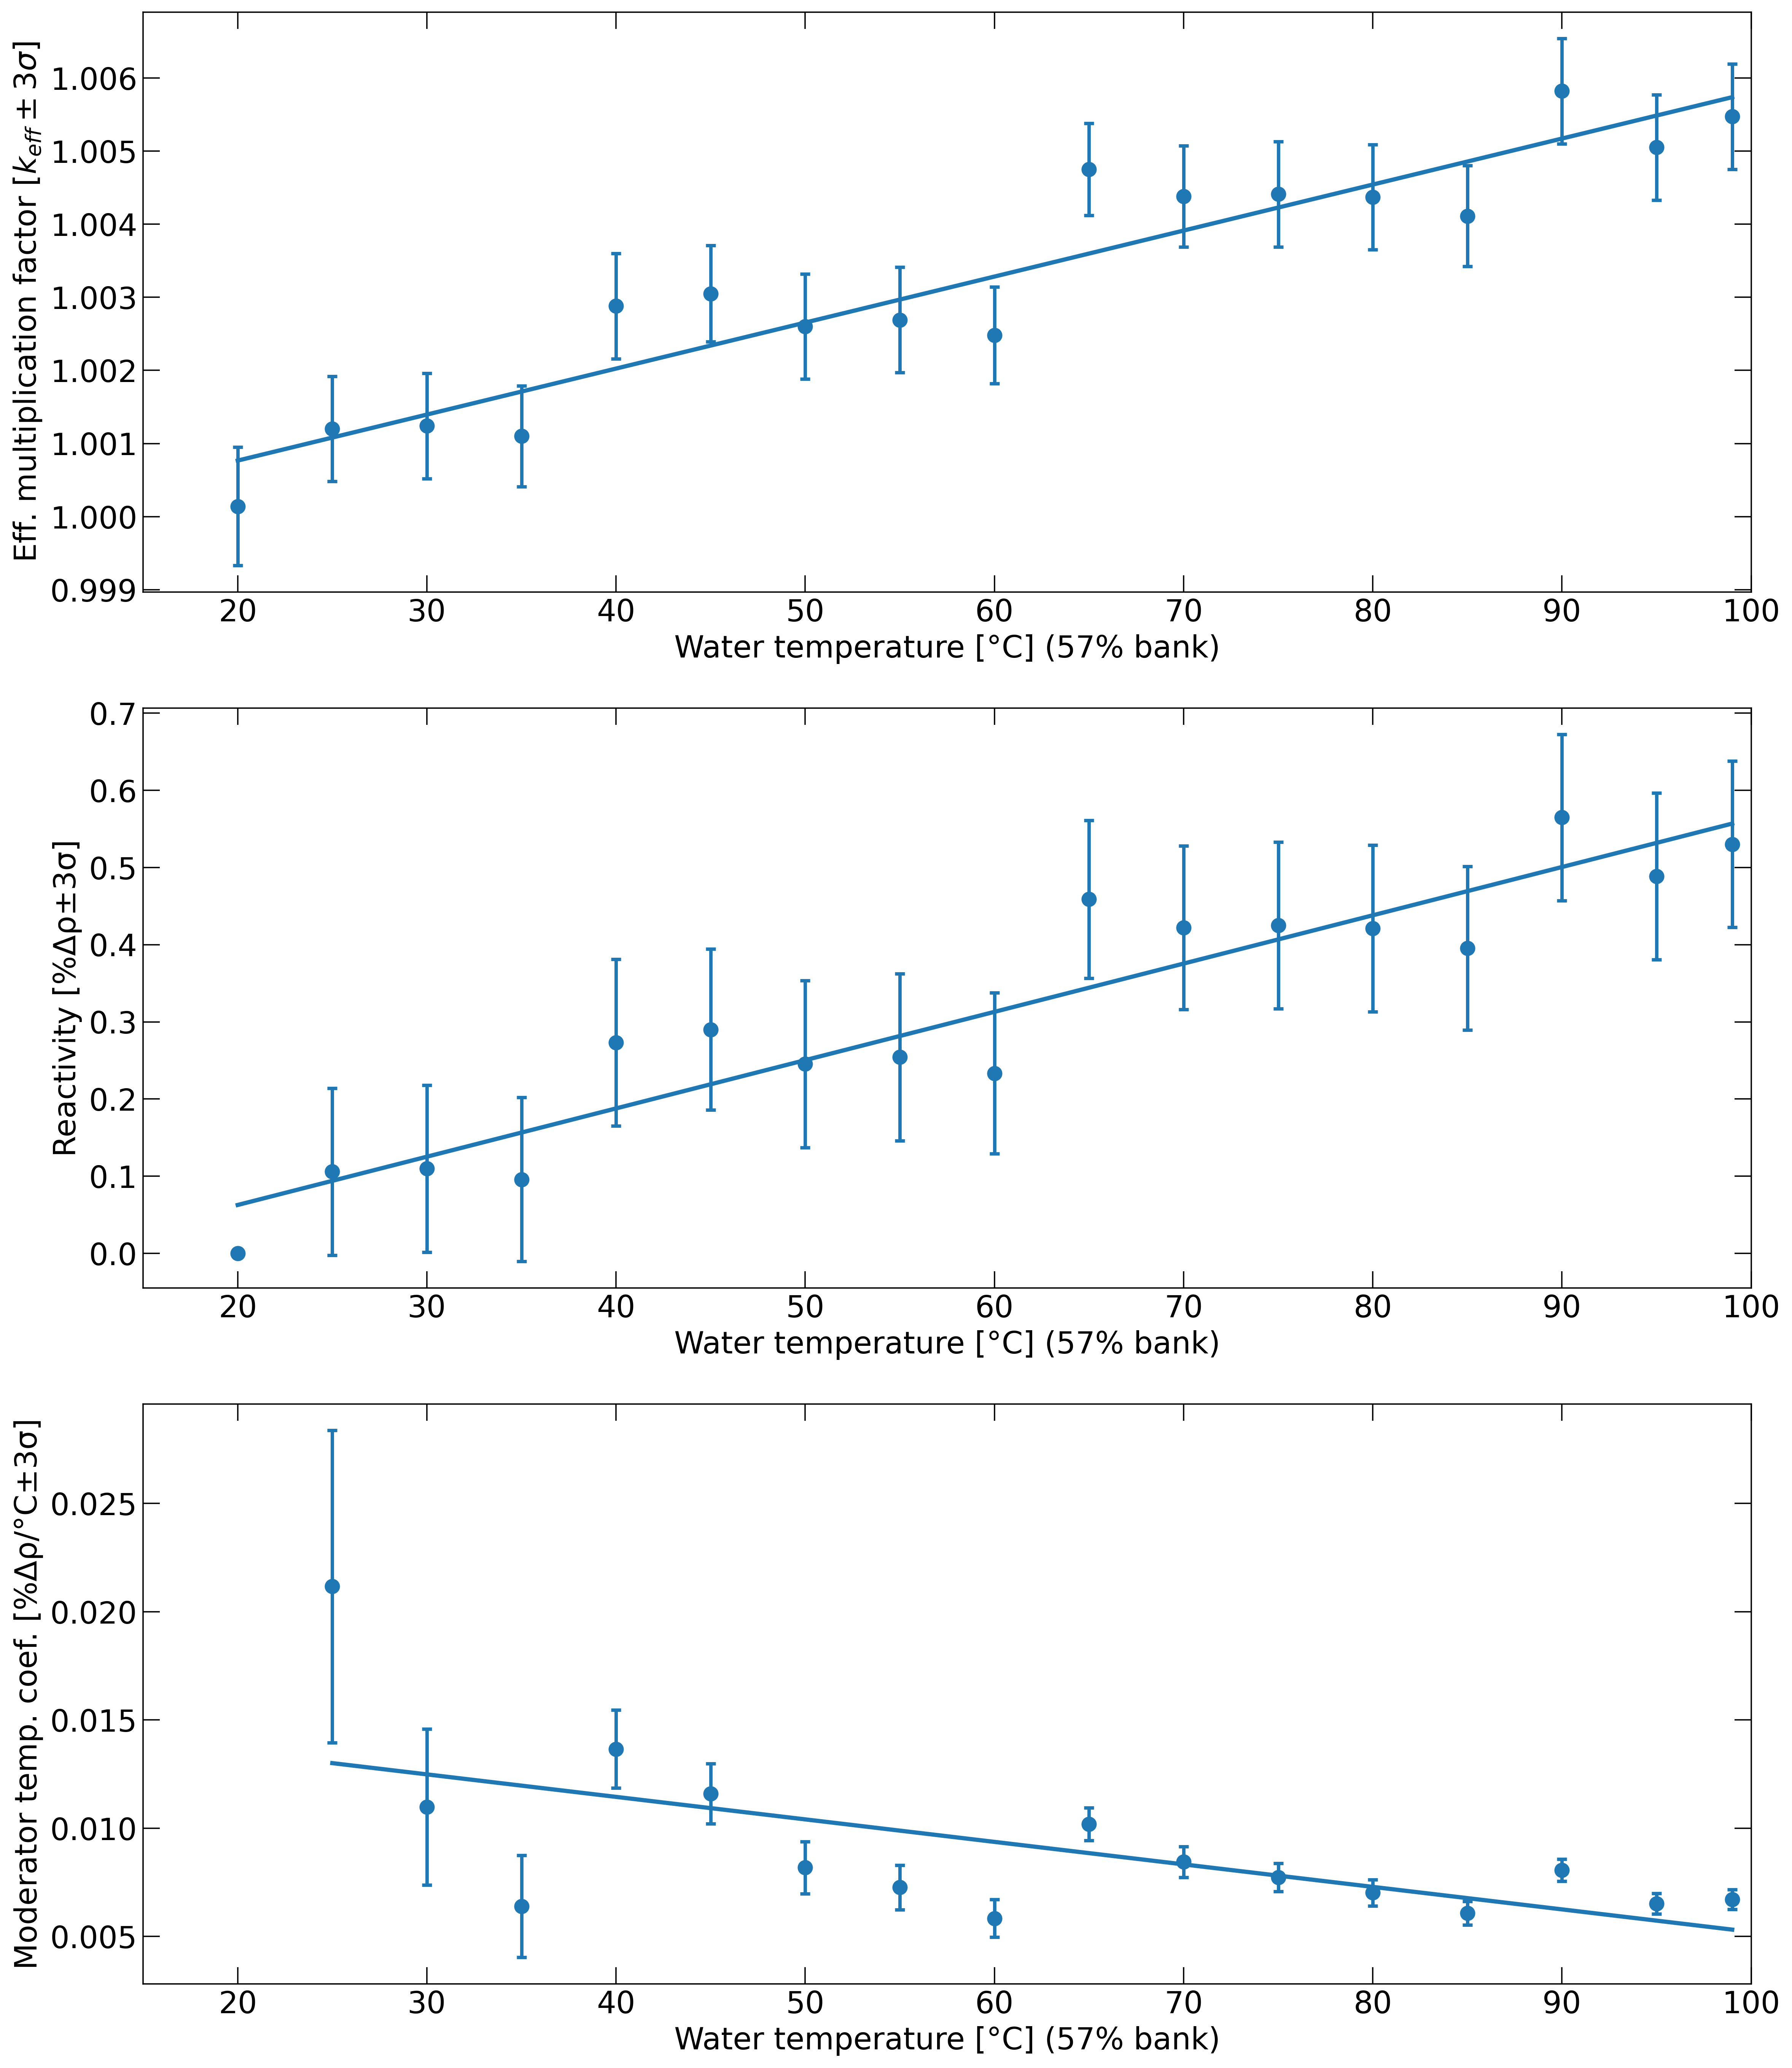 Eff. multiplication factor [k_eff ± 3σ]
1.006
1.005
1.004
1.003
1.002
1.001
1.000
0.999
20 30 40 50 60 70 80 90 100
Water temperature [°C] (57% bank)
Reactivity [%Δρ±3σ]
0.7
0.6
0.5
0.4
0.3
0.2
0.1
0.0
20 30 40 50 60 70 80 90 100
Water temperature [°C] (57% bank)
Moderator temp. coef. [%Δρ/°C±3σ]
0.025
0.020
0.015
0.010
0.005
20 30 40 50 60 70 80 90 100
Water temperature [°C] (57% bank)